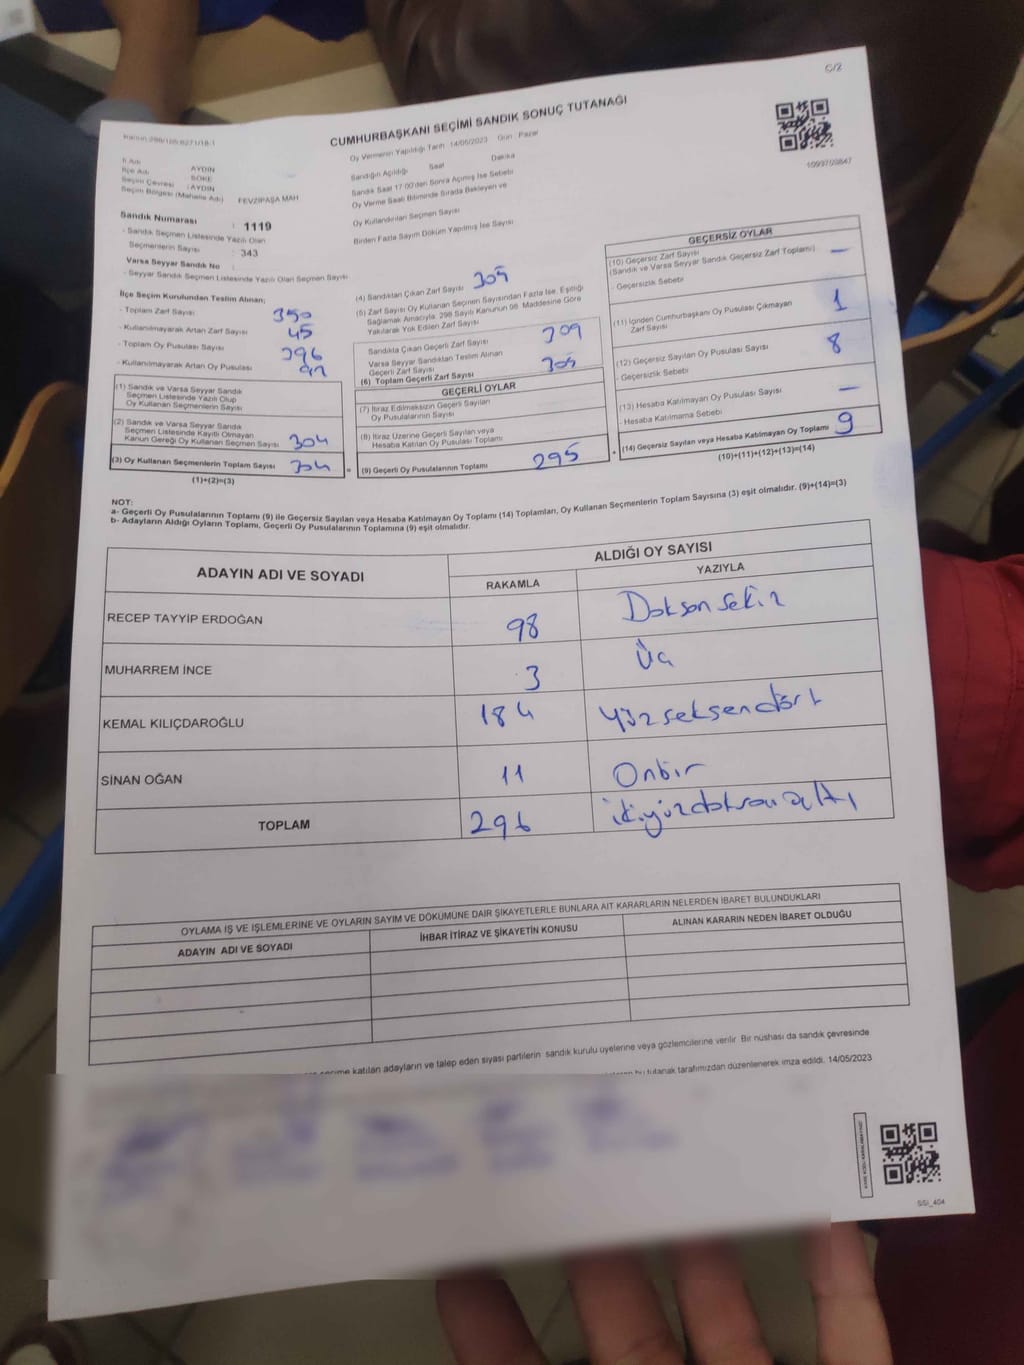 C/2
CUMHURBAŞKANI SEÇİMİ SANDIK SONUÇ TUTANAĞI
Oy Vermenin Yapıldığı Tarih 14/05/2023 Gün : Pazar
1093709847
İl Adı AYDIN
İlçe Adı SÖKE
Seçim Çevresi : AYDIN
Seçim Bölgesi (Mahalle Adı) FEVZİPAŞA MAH
Sandığın Açıldığı Saat Dakika
Sandık Saat 17:00'den Sonra Açılmış İse Sebebi
Oy Verme Saati Bitiminde Sırada Bekleyen ve
Oy Kullandırılan Seçmen Sayısı
Birden Fazla Sayım Döküm Yapılmış İse Sayısı
Sandık Numarası : 1119
- Sandık Seçmen Listesinde Yazılı Olan
Seçmenlerin Sayısı : 343
Varsa Seyyar Sandık No :
- Seyyar Sandık Seçmen Listesinde Yazılı Olan Seçmen Sayısı
İlçe Seçim Kurulundan Teslim Alınan;
- Toplam Zarf Sayısı 350
- Kullanılmayarak Artan Zarf Sayısı 45
- Toplam Oy Pusulası Sayısı 396
- Kullanılmayarak Artan Oy Pusulası
(1) Sandık ve Varsa Seyyar Sandık
Seçmen Listesinde Yazılı Olup
Oy Kullanan Seçmenlerin Sayısı
(2) Sandık ve Varsa Seyyar Sandık
Seçmen Listesinde Kayıtlı Olmayan
Kanun Gereği Oy Kullanan Seçmen Sayısı 304
(3) Oy Kullanan Seçmenlerin Toplam Sayısı 304
(1)+(2)=(3)
(4) Sandıktan Çıkan Zarf Sayısı 305
(5) Zarf Sayısı Oy Kullanan Seçmen Sayısından Fazla İse, Eşitliği
Sağlamak Amacıyla, 298 Sayılı Kanunun 98. Maddesine Göre
Yakılarak Yok Edilen Zarf Sayısı
Sandıkta Çıkan Geçerli Zarf Sayısı 309
Varsa Seyyar Sandıktan Teslim Alınan
Geçerli Zarf Sayısı
(6) Toplam Geçerli Zarf Sayısı 305
GEÇERLİ OYLAR
(7) İtiraz Edilmeksizin Geçerli Sayılan
Oy Pusulalarının Sayısı
(8) İtiraz Üzerine Geçerli Sayılan veya
Hesaba Katılan Oy Pusulası Toplamı
(9) Geçerli Oy Pusulalarının Toplamı 295
GEÇERSİZ OYLAR
(10) Geçersiz Zarf Sayısı
(Sandık ve Varsa Seyyar Sandık Geçersiz Zarf Toplamı) —
- Geçersizlik Sebebi
(11) İçinden Cumhurbaşkanı Oy Pusulası Çıkmayan
Zarf Sayısı 1
(12) Geçersiz Sayılan Oy Pusulası Sayısı 8
- Geçersizlik Sebebi
(13) Hesaba Katılmayan Oy Pusulası Sayısı —
- Hesaba Katılmama Sebebi
(14) Geçersiz Sayılan veya Hesaba Katılmayan Oy Toplamı 9
(10)+(11)+(12)+(13)=(14)
NOT:
a- Geçerli Oy Pusulalarının Toplamı (9) ile Geçersiz Sayılan veya Hesaba Katılmayan Oy Toplamı (14) Toplamları, Oy Kullanan Seçmenlerin Toplam Sayısına (3) eşit olmalıdır. (9)+(14)=(3)
b- Adayların Aldığı Oyların Toplamı, Geçerli Oy Pusulalarının Toplamına (9) eşit olmalıdır.
ADAYIN ADI VE SOYADI ALDIĞI OY SAYISI
RAKAMLA YAZIYLA
RECEP TAYYİP ERDOĞAN 98 Doksan sekiz
MUHARREM İNCE 3 Üç
KEMAL KILIÇDAROĞLU 184 Yüz seksendört
SİNAN OĞAN 11 Onbir
TOPLAM 296 ikiyüzdoksanaltı
OYLAMA İŞ VE İŞLEMLERİNE VE OYLARIN SAYIM VE DÖKÜMÜNE DAİR ŞİKAYETLERLE BUNLARA AİT KARARLARIN NELERDEN İBARET BULUNDUKLARI
ADAYIN ADI VE SOYADI İHBAR İTİRAZ VE ŞİKAYETİN KONUSU ALINAN KARARIN NEDEN İBARET OLDUĞU
seçime katılan adayların ve talep eden siyasi partilerin sandık kurulu üyelerine veya gözlemcilerine verilir. Bir nüshası da sandık çevresinde
bu tutanak tarafımızdan düzenlenerek imza edildi. 14/05/2023
SSI_404